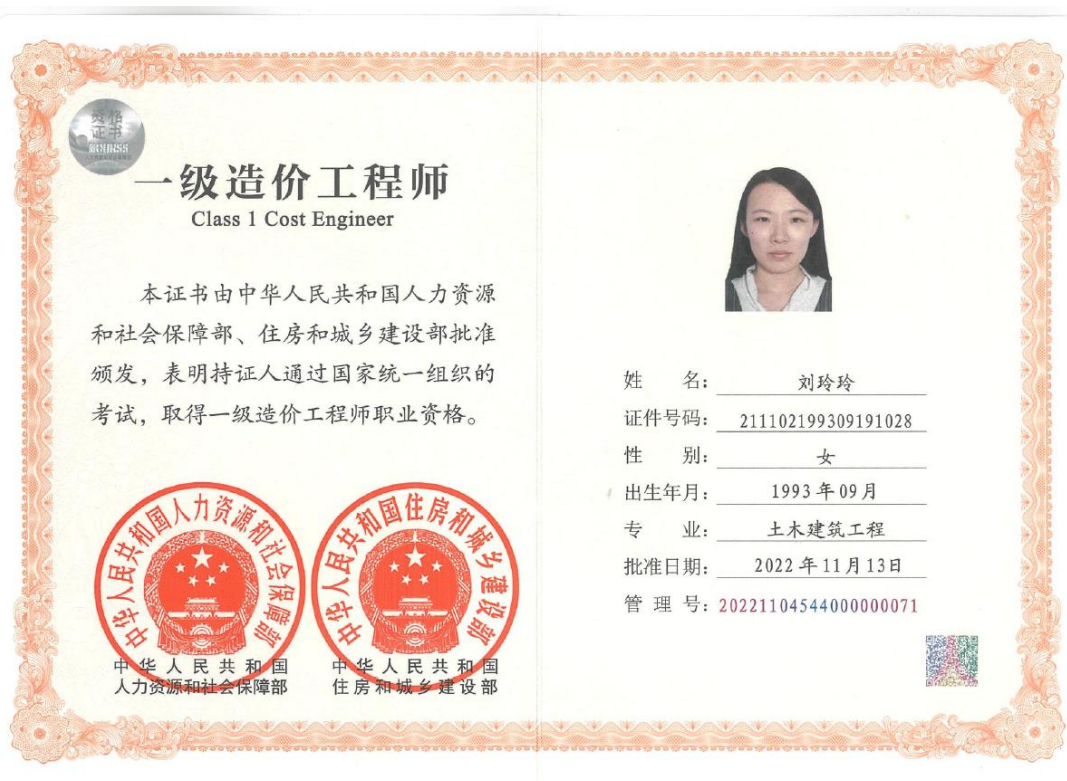 资格
证书
MOHRSS
一级造价工程师
Class 1 Cost Engineer
本证书由中华人民共和国人力资源
和社会保障部、住房和城乡建设部批准
颁发，表明持证人通过国家统一组织的
考试，取得一级造价工程师职业资格。
中华人民共和国人力资源和社会保障部
中华人民共和国
人力资源和社会保障部
中华人民共和国住房和城乡建设部
中华人民共和国
住房和城乡建设部
姓 名： 刘玲玲
证件号码： 211102199309191028
性 别： 女
出生年月： 1993年09月
专 业： 土木建筑工程
批准日期： 2022年11月13日
管 理 号： 20221104544000000071